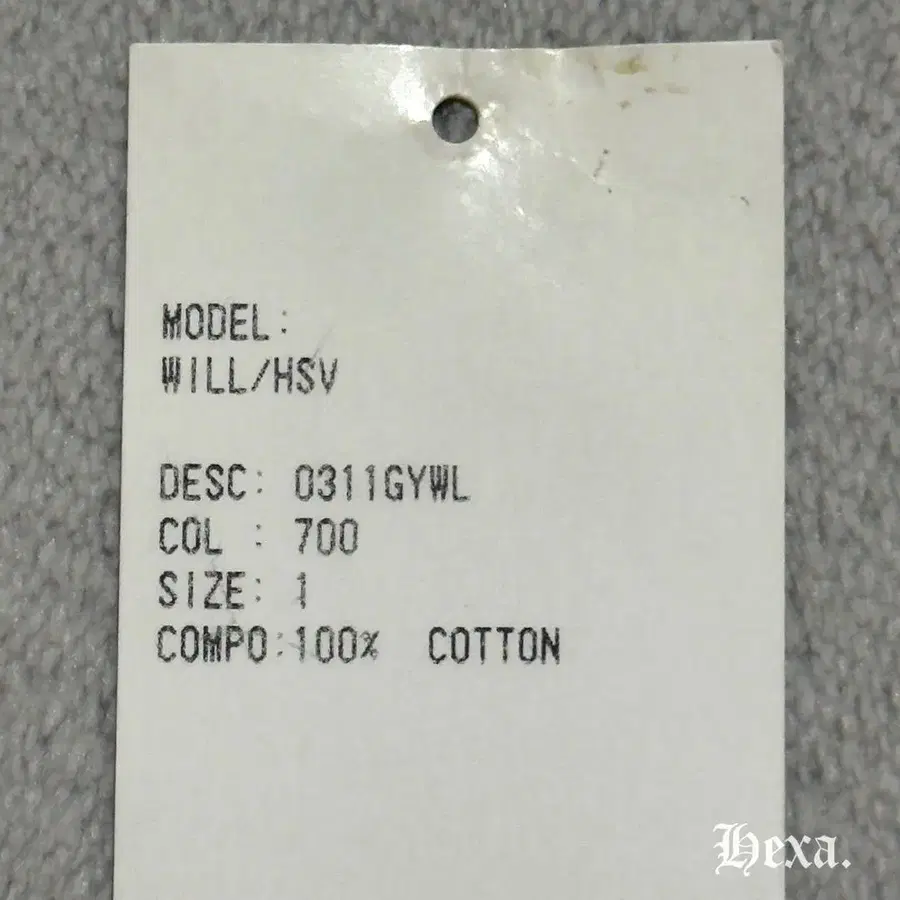 MODEL:
WILL/HSV
DESC: 0311GYWL
COL : 700
SIZE: 1
COMPO:100% COTTON
Hexa.